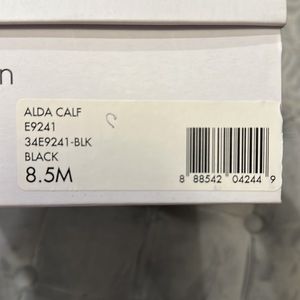 n
ALDA CALF
E9241
34E9241-BLK
BLACK
8.5M
8 88542 04244 9